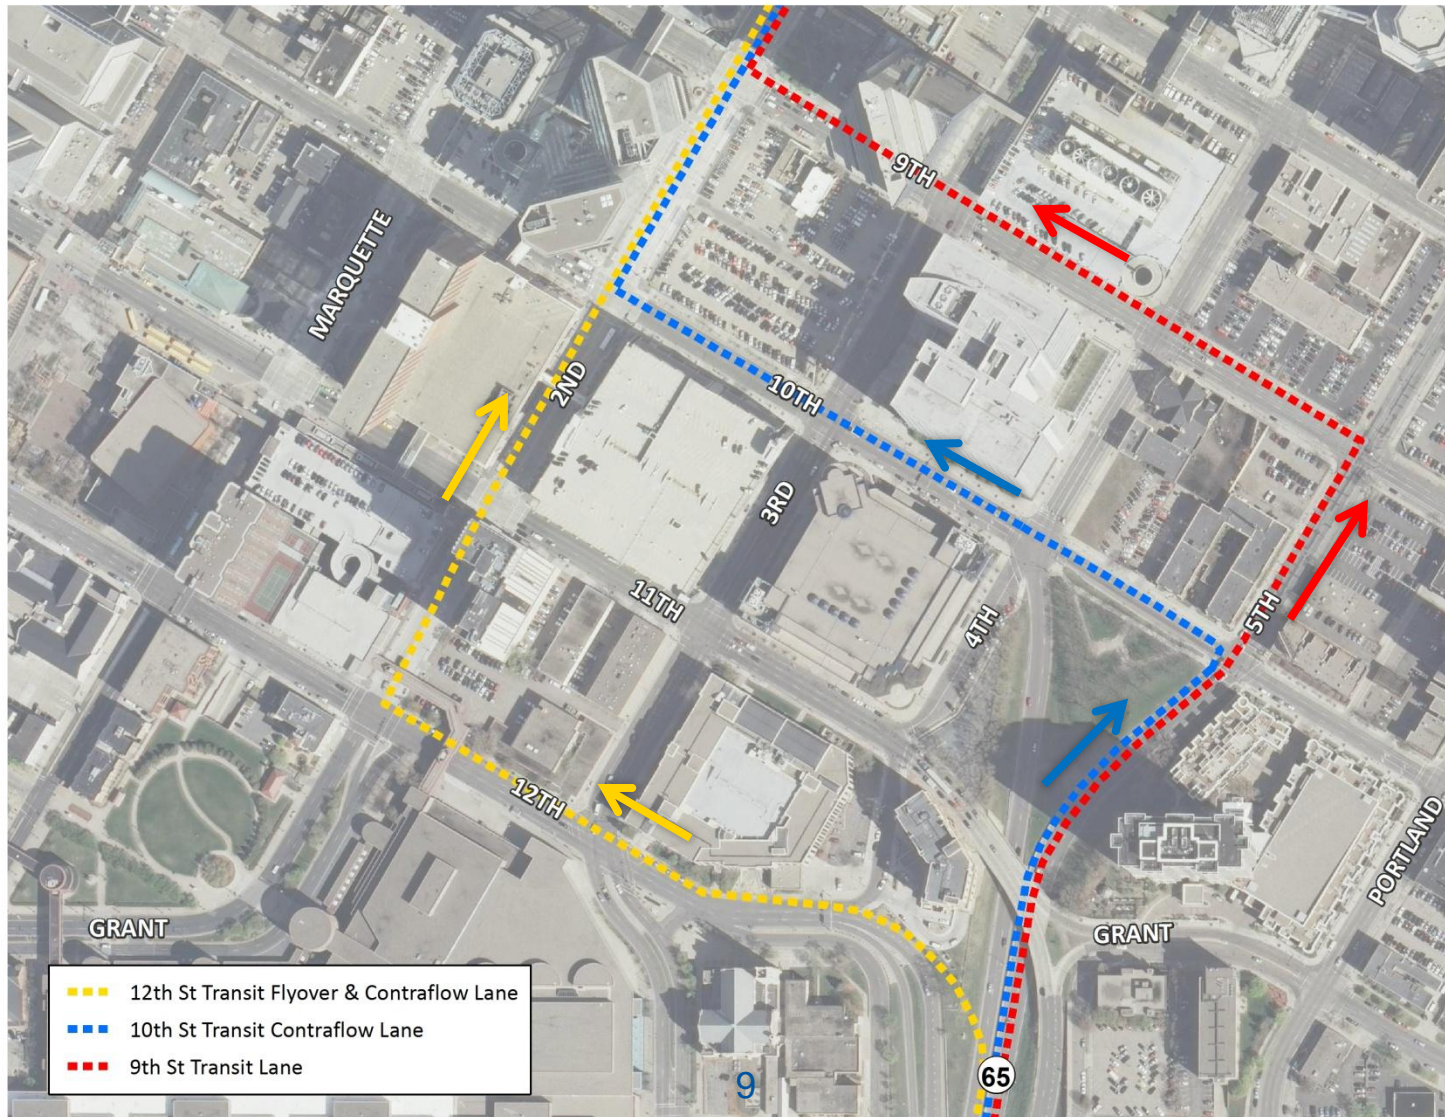 9TH
MARQUETTE
2ND
10TH
3RD
11TH
4TH
5TH
12TH
PORTLAND
GRANT
GRANT
12th St Transit Flyover & Contraflow Lane
10th St Transit Contraflow Lane
9th St Transit Lane
65
9